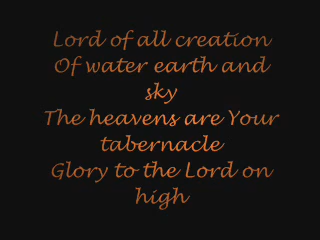 Lord of all creation
Of water earth and
sky
The heavens are Your
tabernacle
Glory to the Lord on
high